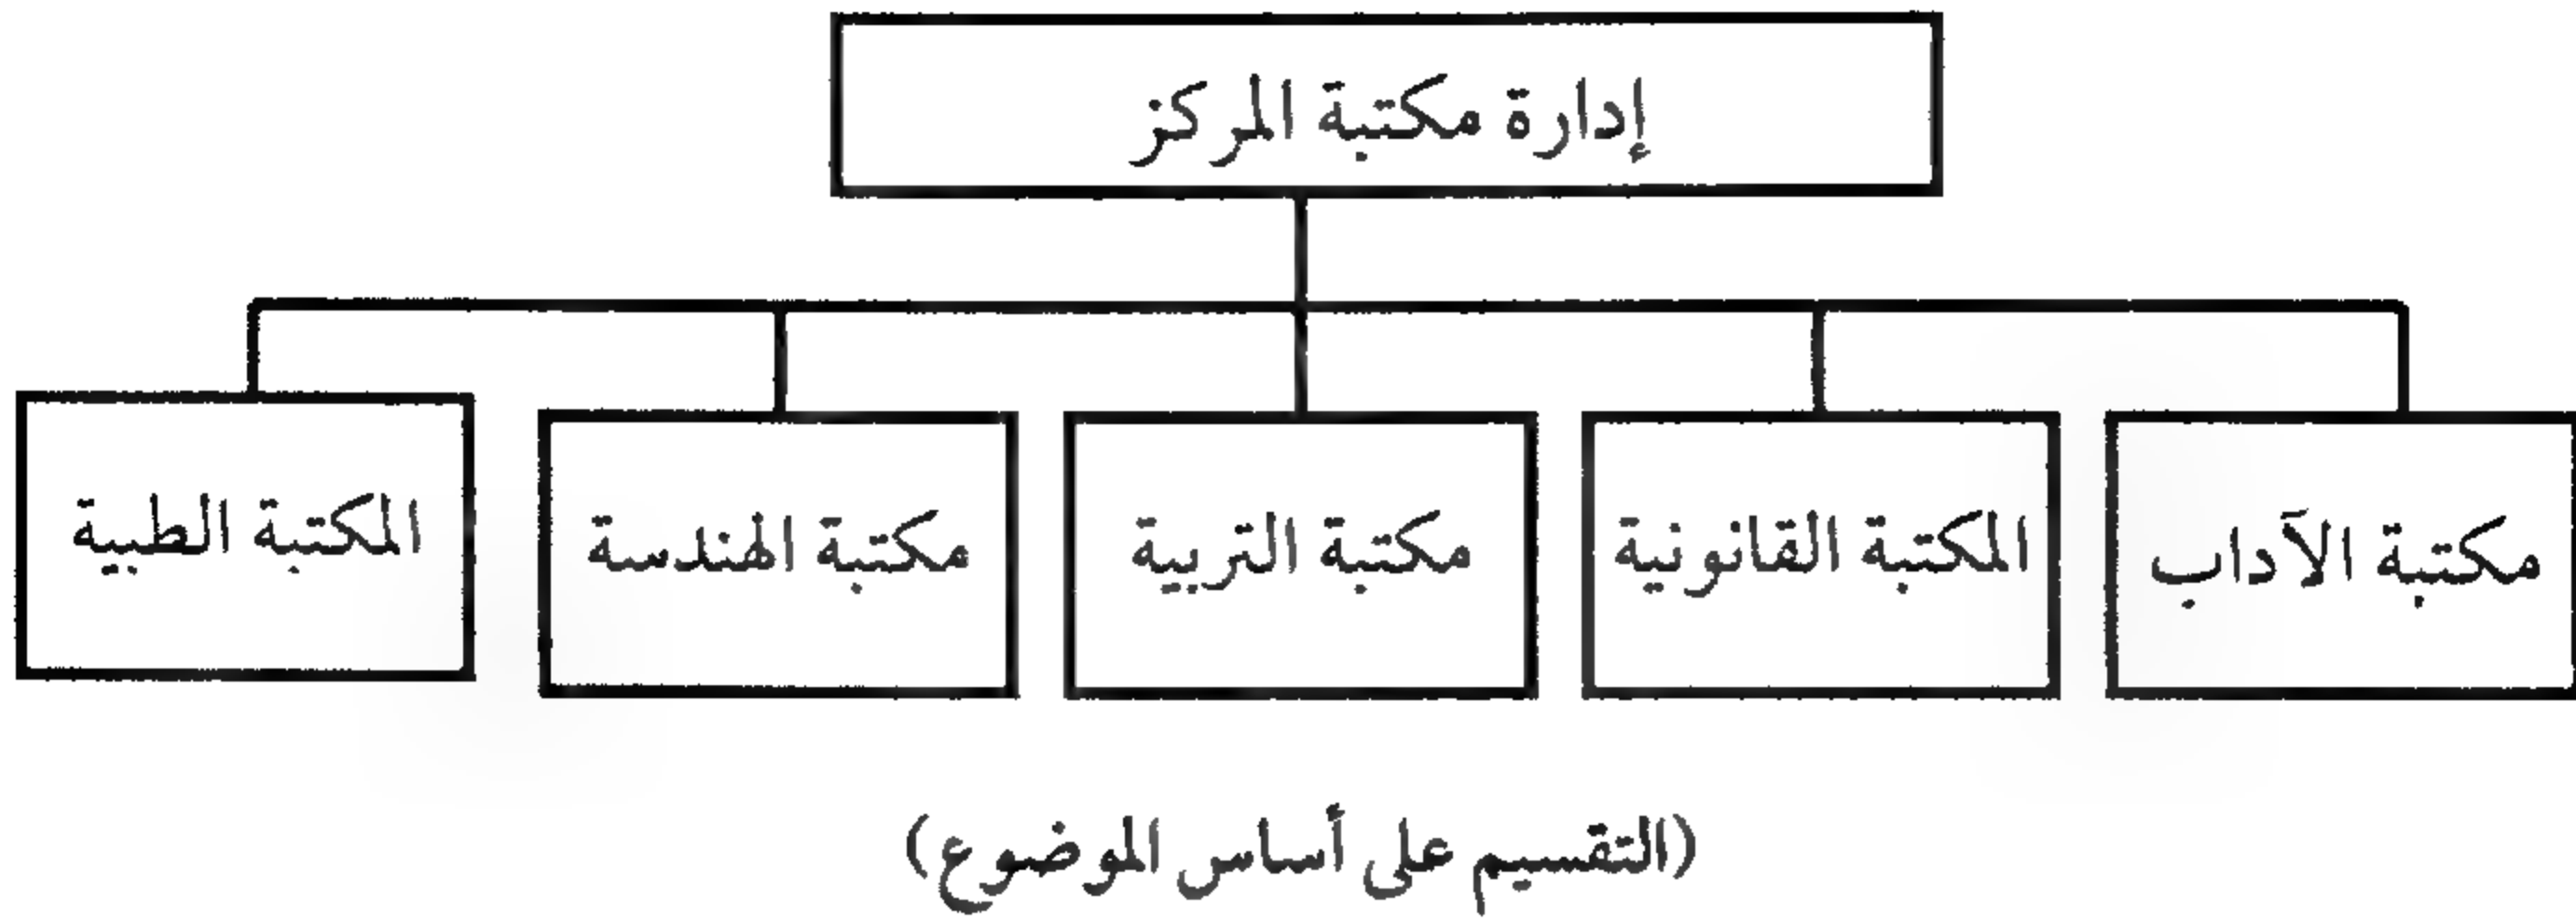 إدارة مكتبة المركز
مكتبة الآداب
المكتبة القانونية
مكتبة التربية
مكتبة الهندسة
المكتبة الطبية
(التقسيم على أساس الموضوع)